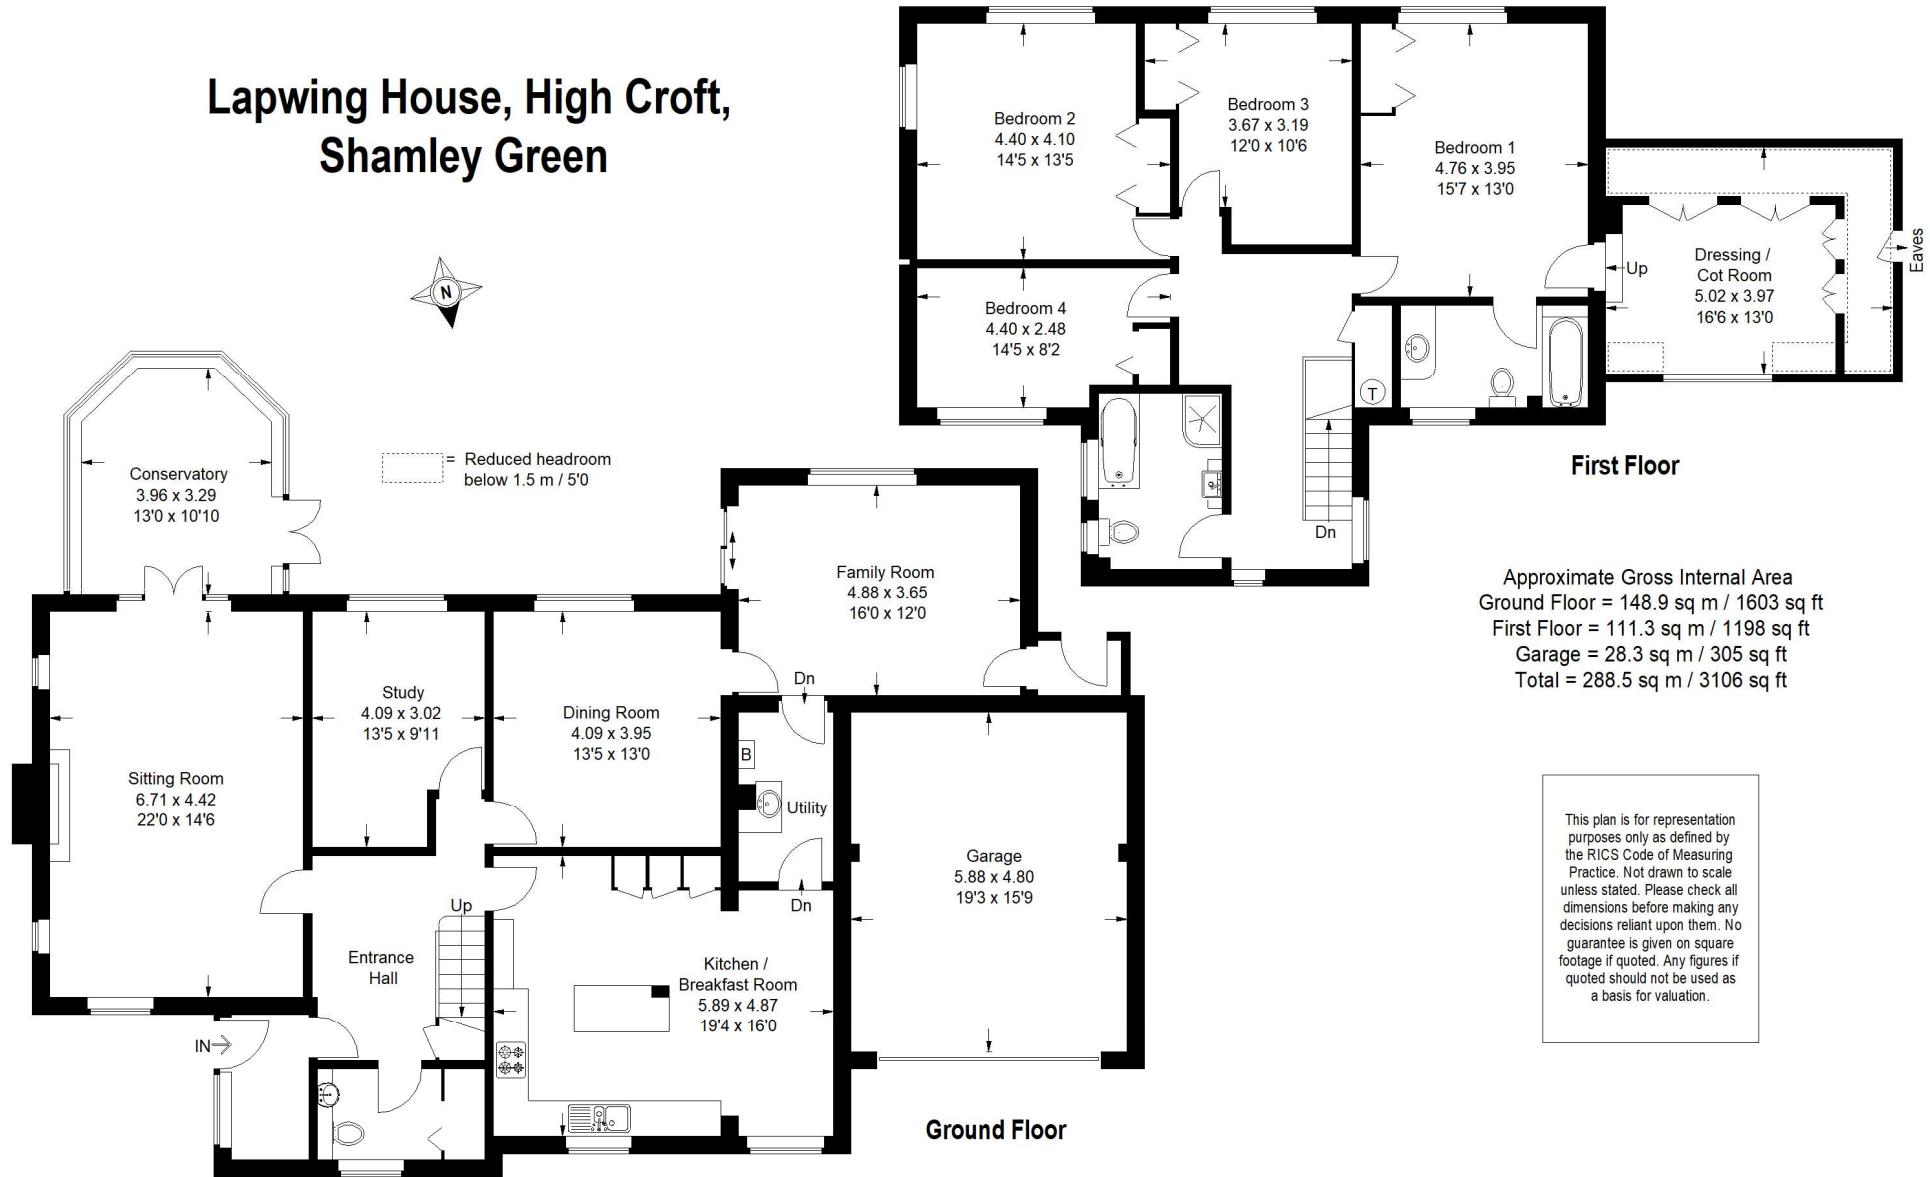 Lapwing House, High Croft,
Shamley Green
N
= Reduced headroom
below 1.5 m / 5'0
Conservatory
3.96 x 3.29
13'0 x 10'10
Sitting Room
6.71 x 4.42
22'0 x 14'6
Study
4.09 x 3.02
13'5 x 9'11
Dining Room
4.09 x 3.95
13'5 x 13'0
Family Room
4.88 x 3.65
16'0 x 12'0
Dn
B
Utility
Dn
Garage
5.88 x 4.80
19'3 x 15'9
Up
Entrance
Hall
Kitchen /
Breakfast Room
5.89 x 4.87
19'4 x 16'0
IN
Ground Floor
Bedroom 2
4.40 x 4.10
14'5 x 13'5
Bedroom 3
3.67 x 3.19
12'0 x 10'6
Bedroom 1
4.76 x 3.95
15'7 x 13'0
Up
Dressing /
Cot Room
5.02 x 3.97
16'6 x 13'0
Eaves
Bedroom 4
4.40 x 2.48
14'5 x 8'2
T
Dn
First Floor
Approximate Gross Internal Area
Ground Floor = 148.9 sq m / 1603 sq ft
First Floor = 111.3 sq m / 1198 sq ft
Garage = 28.3 sq m / 305 sq ft
Total = 288.5 sq m / 3106 sq ft
This plan is for representation
purposes only as defined by
the RICS Code of Measuring
Practice. Not drawn to scale
unless stated. Please check all
dimensions before making any
decisions reliant upon them. No
guarantee is given on square
footage if quoted. Any figures if
quoted should not be used as
a basis for valuation.